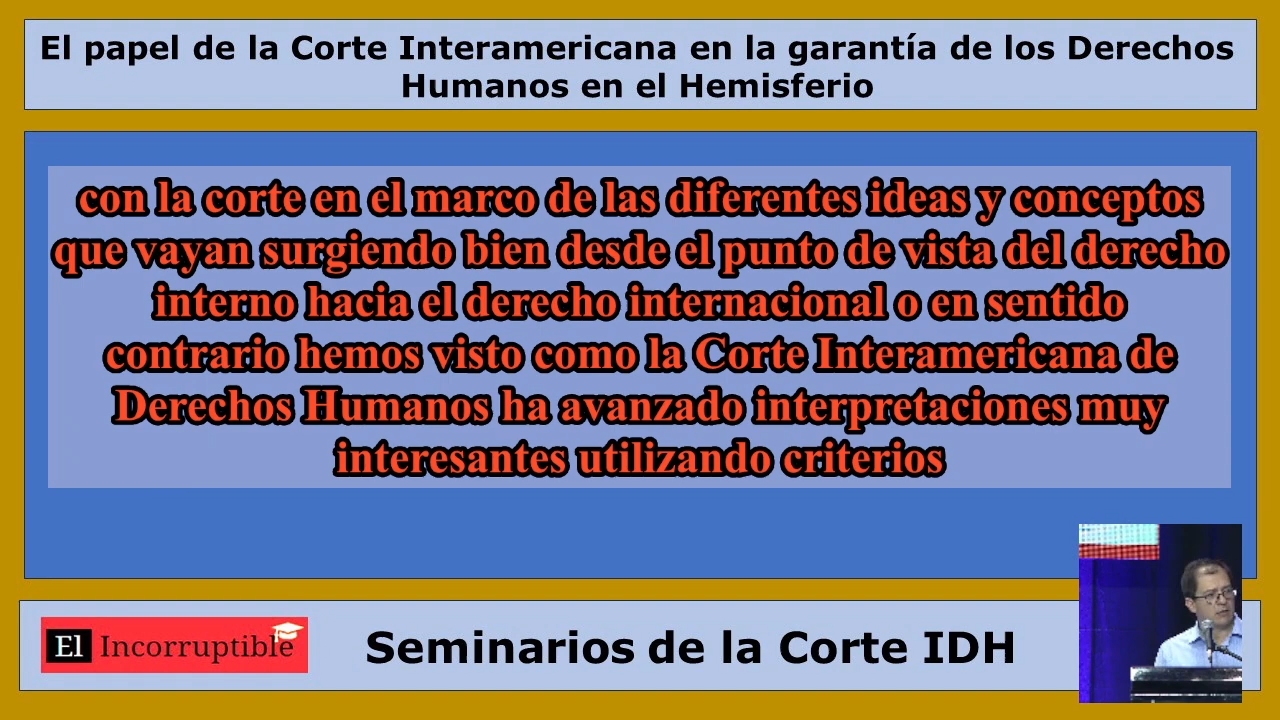 El papel de la Corte Interamericana en la garantía de los Derechos
Humanos en el Hemisferio
con la corte en el marco de las diferentes ideas y conceptos
que vayan surgiendo bien desde el punto de vista del derecho
interno hacia el derecho internacional o en sentido
contrario hemos visto como la Corte Interamericana de
Derechos Humanos ha avanzado interpretaciones muy
interesantes utilizando criterios
El Incorruptible
Seminarios de la Corte IDH